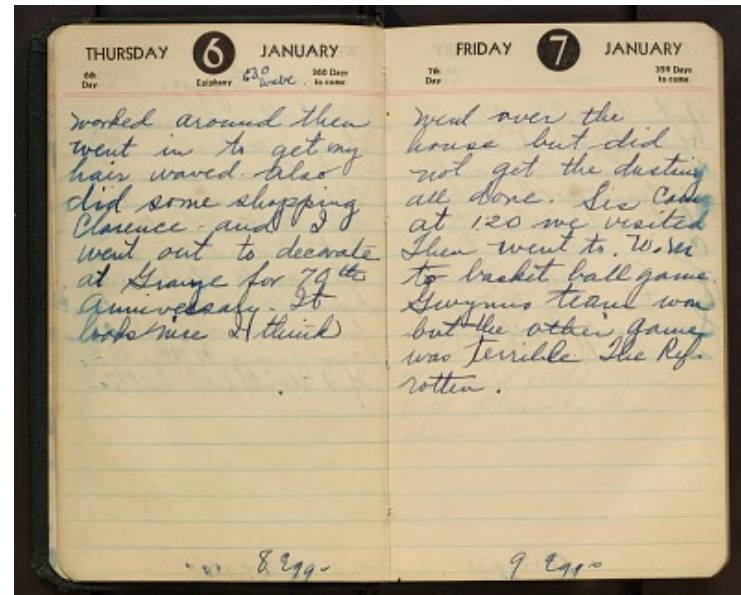 THURSDAY 6 JANUARY
6th Day
Epiphany
630 wave.
360 Days to come
worked around then
went in to get my
hair waved. also
did some shopping
Clarence and I
went out to decorate
at Grange for 70th
anniversary. It
looks nice I think
8 Eggs
FRIDAY 7 JANUARY
7th Day
359 Days to come
went over the
house but did
not get the dusting
all done. Sis came
at 120 we visited
Then went to. W.M
to basket ball game.
Gwynns team won
but the other game
was terrible. The Ref.
rotten.
9 Eggs